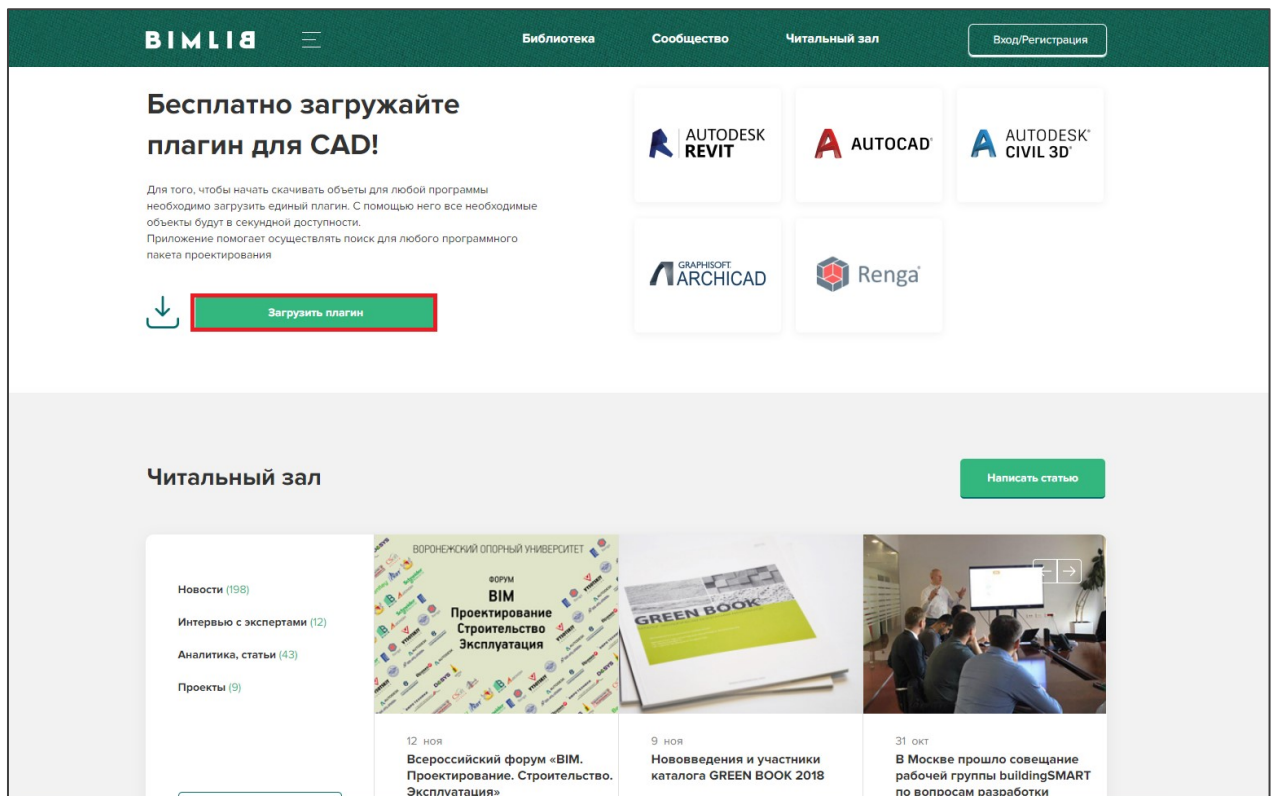 BIMLIB
Библиотека
Сообщество
Читальный зал
Вход/Регистрация
Бесплатно загружайте
плагин для CAD!
Для того, чтобы начать скачивать объеты для любой программы
необходимо загрузить единый плагин. С помощью него все необходимые
объекты будут в секундной доступности.
Приложение помогает осуществлять поиск для любого программного
пакета проектирования
Загрузить плагин
AUTODESK
REVIT
AUTOCAD
AUTODESK
CIVIL 3D
GRAPHISOFT
ARCHICAD
Renga
Читальный зал
Написать статью
Новости (198)
Интервью с экспертами (12)
Аналитика, статьи (43)
Проекты (9)
ВОРОНЕЖСКИЙ ОПОРНЫЙ УНИВЕРСИТЕТ
ФОРУМ
BIM
Проектирование
Строительство
Эксплуатация
12 ноя
Всероссийский форум «BIM.
Проектирование. Строительство.
Эксплуатация»
GREEN BOOK
9 ноя
Нововведения и участники
каталога GREEN BOOK 2018
31 окт
В Москве прошло совещание
рабочей группы buildingSMART
по вопросам разработки